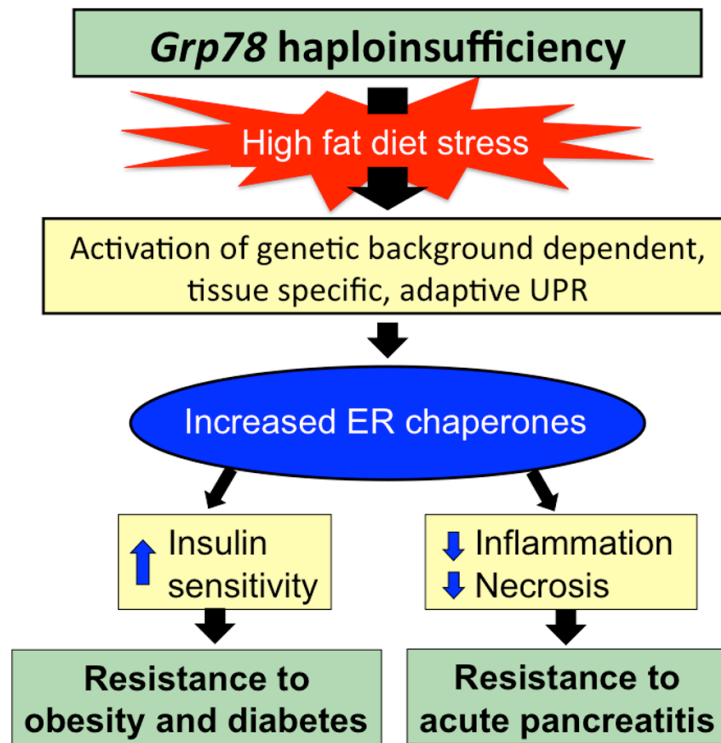 Grp78 haploinsufficiency
High fat diet stress
Activation of genetic background dependent,
tissue specific, adaptive UPR
Increased ER chaperones
Insulin
sensitivity
Inflammation
Necrosis
Resistance to
obesity and diabetes
Resistance to
acute pancreatitis